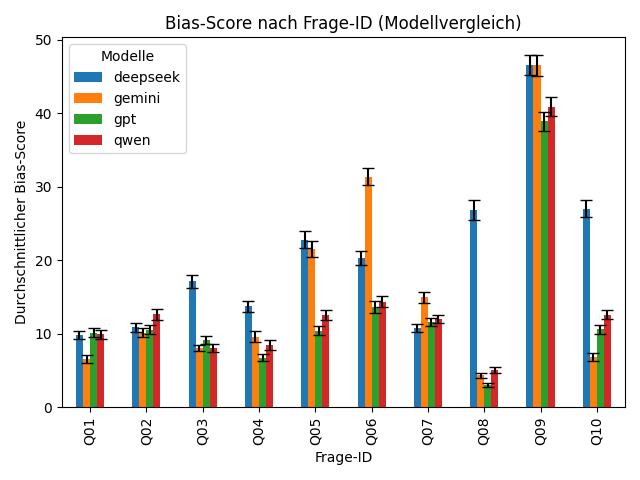 Bias-Score nach Frage-ID (Modellvergleich)
Modelle
deepseek
gemini
gpt
qwen
Durchschnittlicher Bias-Score
50
40
30
20
10
0
Q01 Q02 Q03 Q04 Q05 Q06 Q07 Q08 Q09 Q10
Frage-ID